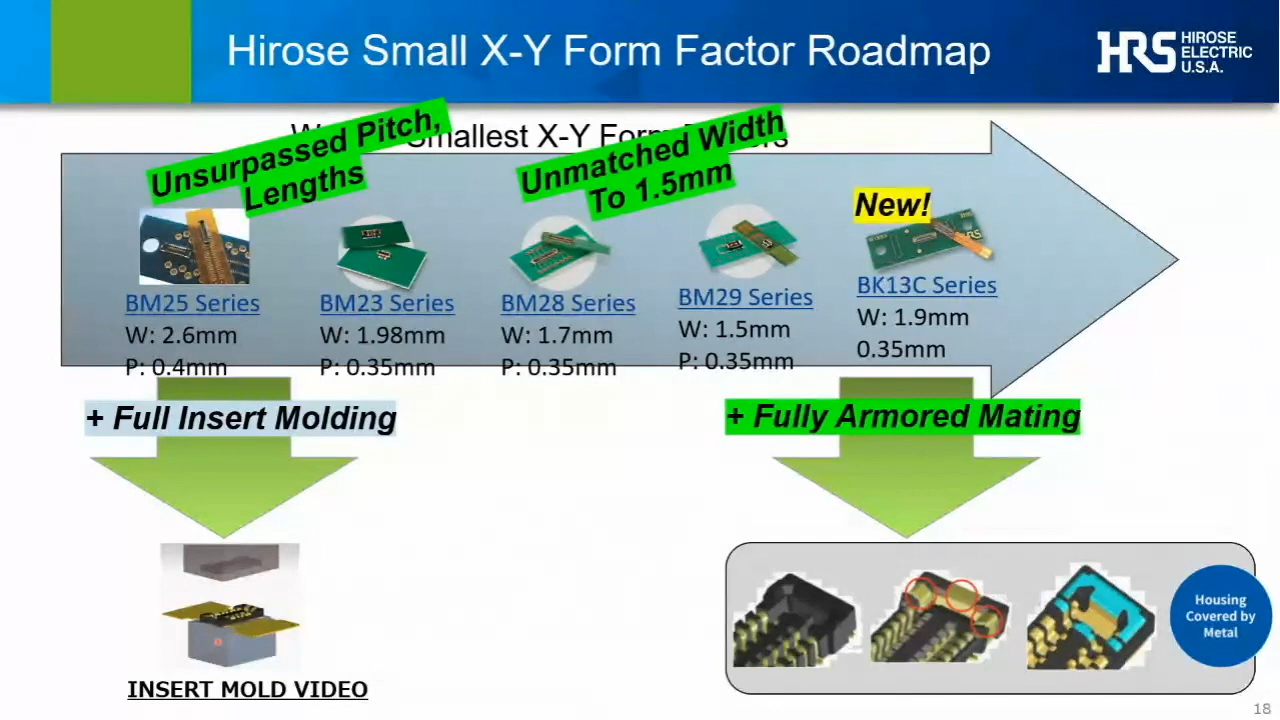 Hirose Small X-Y Form Factor Roadmap
HRS
HIROSE
ELECTRIC
U.S.A.
Smallest X-Y
Unsurpassed Pitch,
Lengths
Unmatched Width
To 1.5mm
New!
BM25 Series
W: 2.6mm
P: 0.4mm
BM23 Series
W: 1.98mm
P: 0.35mm
BM28 Series
W: 1.7mm
P: 0.35mm
BM29 Series
W: 1.5mm
P: 0.35mm
BK13C Series
W: 1.9mm
0.35mm
+ Full Insert Molding
+ Fully Armored Mating
INSERT MOLD VIDEO
Housing
Covered by
Metal
18